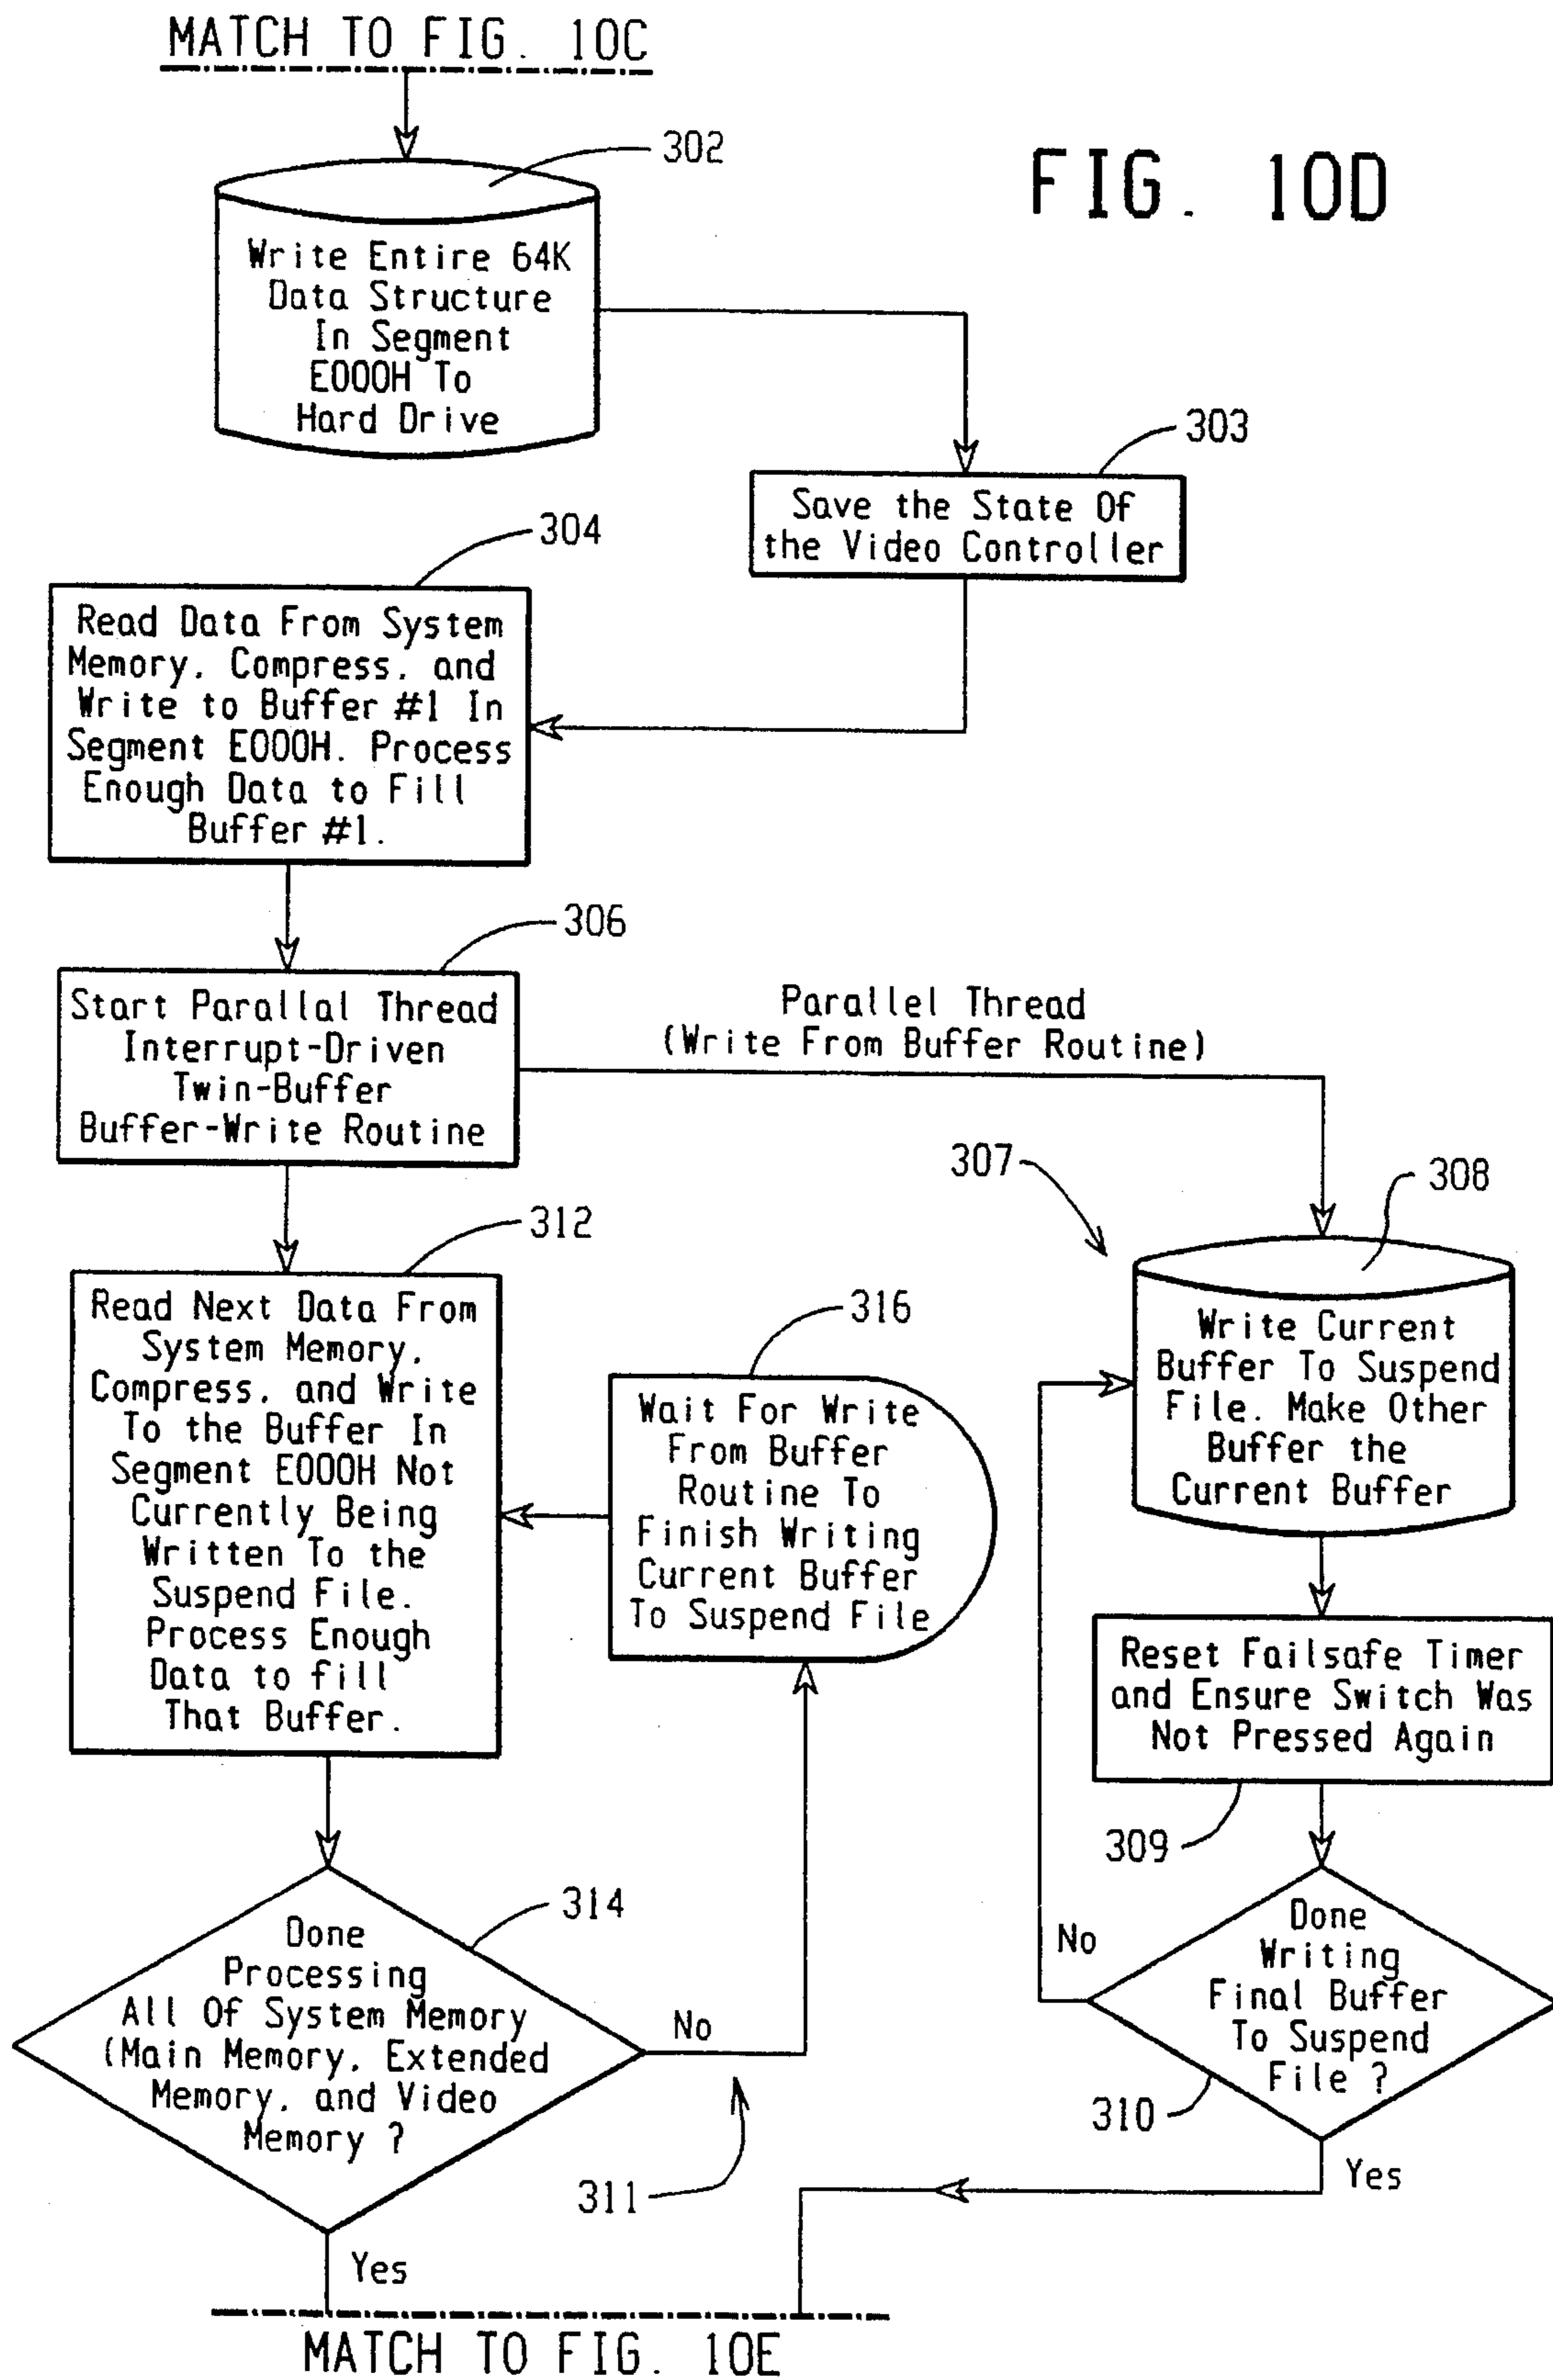 MATCH TO FIG. 10C
302
FIG. 10D
Write Entire 64K
Data Structure
In Segment
E000H To
Hard Drive
303
Save the State Of
the Video Controller
304
Read Data From System
Memory, Compress, and
Write to Buffer #1 In
Segment E000H. Process
Enough Data to Fill
Buffer #1.
306
Start Parallal Thread
Interrupt-Driven
Twin-Buffer
Buffer-Write Routine
Parallel Thread
(Write From Buffer Routine)
307
308
312
Read Next Data From
System Memory,
Compress, and Write
To the Buffer In
Segment E000H Not
Currently Being
Written To the
Suspend File.
Process Enough
Data to fill
That Buffer.
316
Wait For Write
From Buffer
Routine To
Finish Writing
Current Buffer
To Suspend File
Write Current
Buffer To Suspend
File. Make Other
Buffer the
Current Buffer
Reset Failsafe Timer
and Ensure Switch Was
Not Pressed Again
309
314
Done
Processing
All Of System Memory
(Main Memory, Extended
Memory, and Video
Memory ?
No
311
Yes
Done
Writing
Final Buffer
To Suspend
File ?
No
310
Yes
MATCH TO FIG. 10E